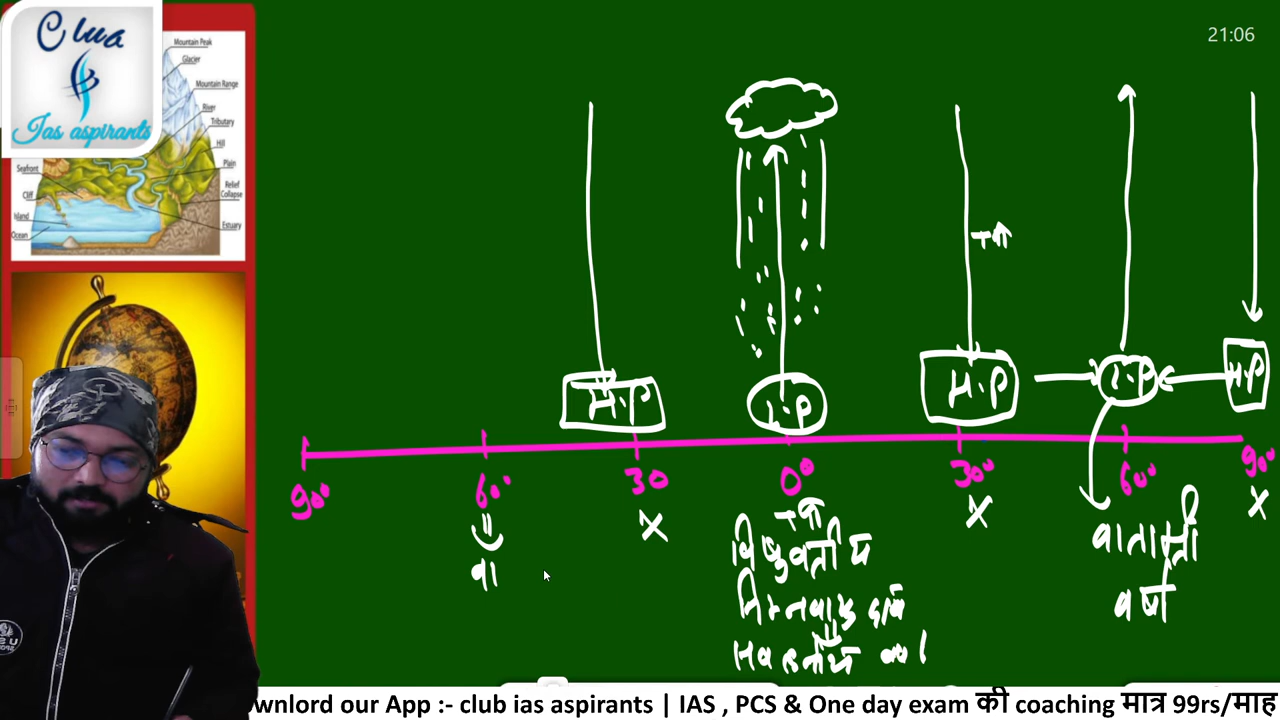 Clua
Ias aspirants
Mountain Peak
Glacier
Mountain Range
River
Tributary
Hill
Plain
Seafront
Relief
Collapse
Cliff
Island
Estuary
Ocean
21:06
H.P
L.P
H.P
L.P
H.P
90°
60°
30
0°
30°
60°
90°
X
X
X
वा
विषुवतीय
निम्नवायु दाब
संवहनीय वर्षा
वाताग्री
वर्षा
wnlord our App :- club ias aspirants | IAS , PCS & One day exam की coaching मात्र 99rs/माह